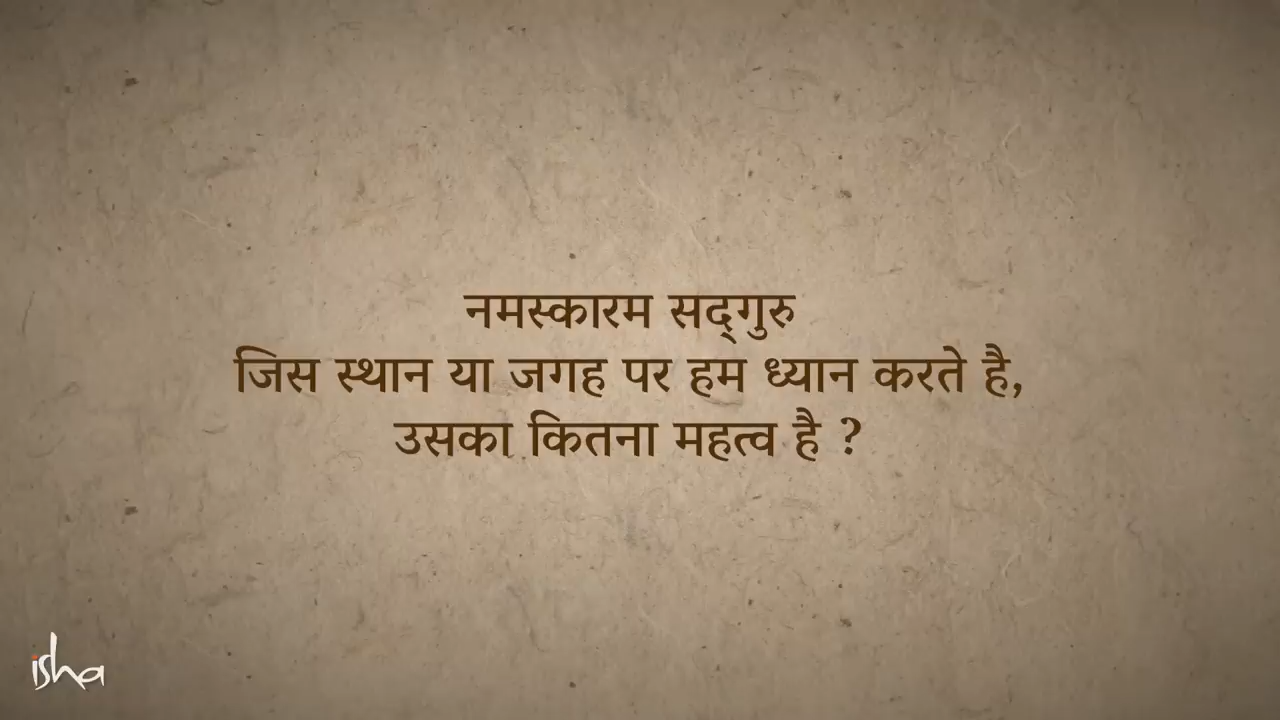 नमस्कारम सद्‌गुरु
जिस स्थान या जगह पर हम ध्यान करते है,
उसका कितना महत्व है ?
isha